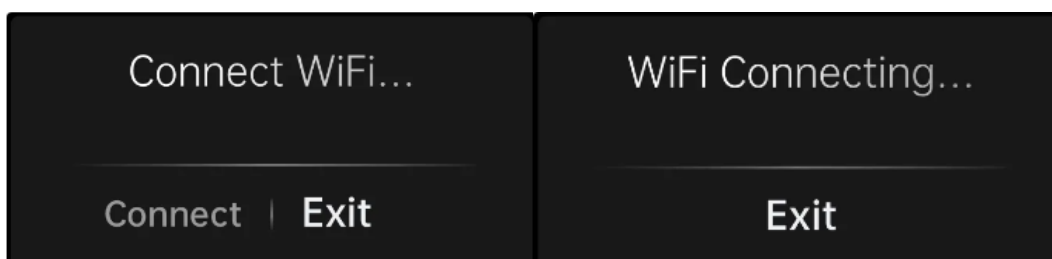 Connect WiFi...
Connect | Exit
WiFi Connecting...
Exit